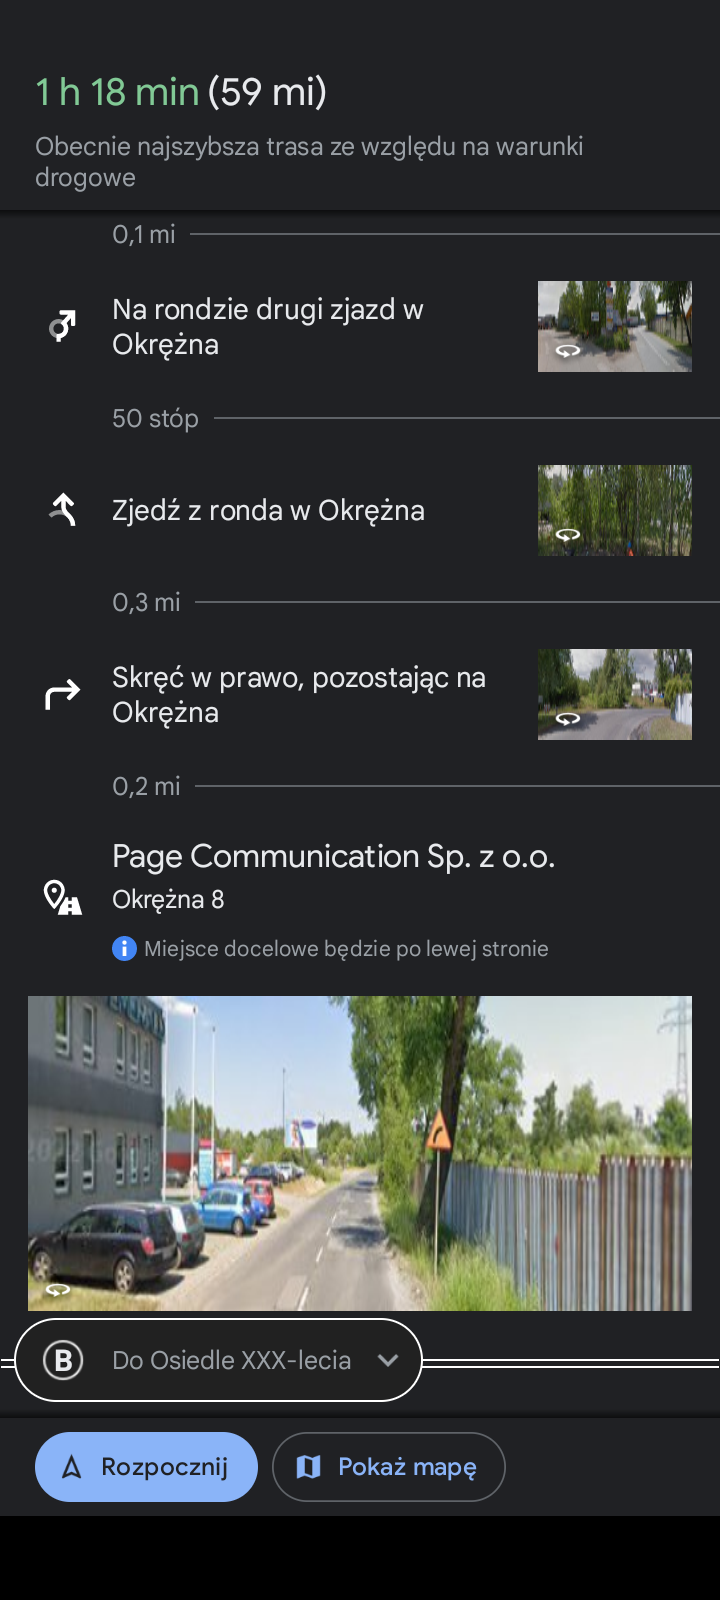 1 h 18 min (59 mi)
Obecnie najszybsza trasa ze względu na warunki
drogowe
0,1 mi
Na rondzie drugi zjazd w
Okrężna
50 stóp
Zjedź z ronda w Okrężna
0,3 mi
Skręć w prawo, pozostając na
Okrężna
0,2 mi
Page Communication Sp. z o.o.
Okrężna 8
Miejsce docelowe będzie po lewej stronie
B Do Osiedle XXX-lecia
Rozpocznij Pokaż mapę